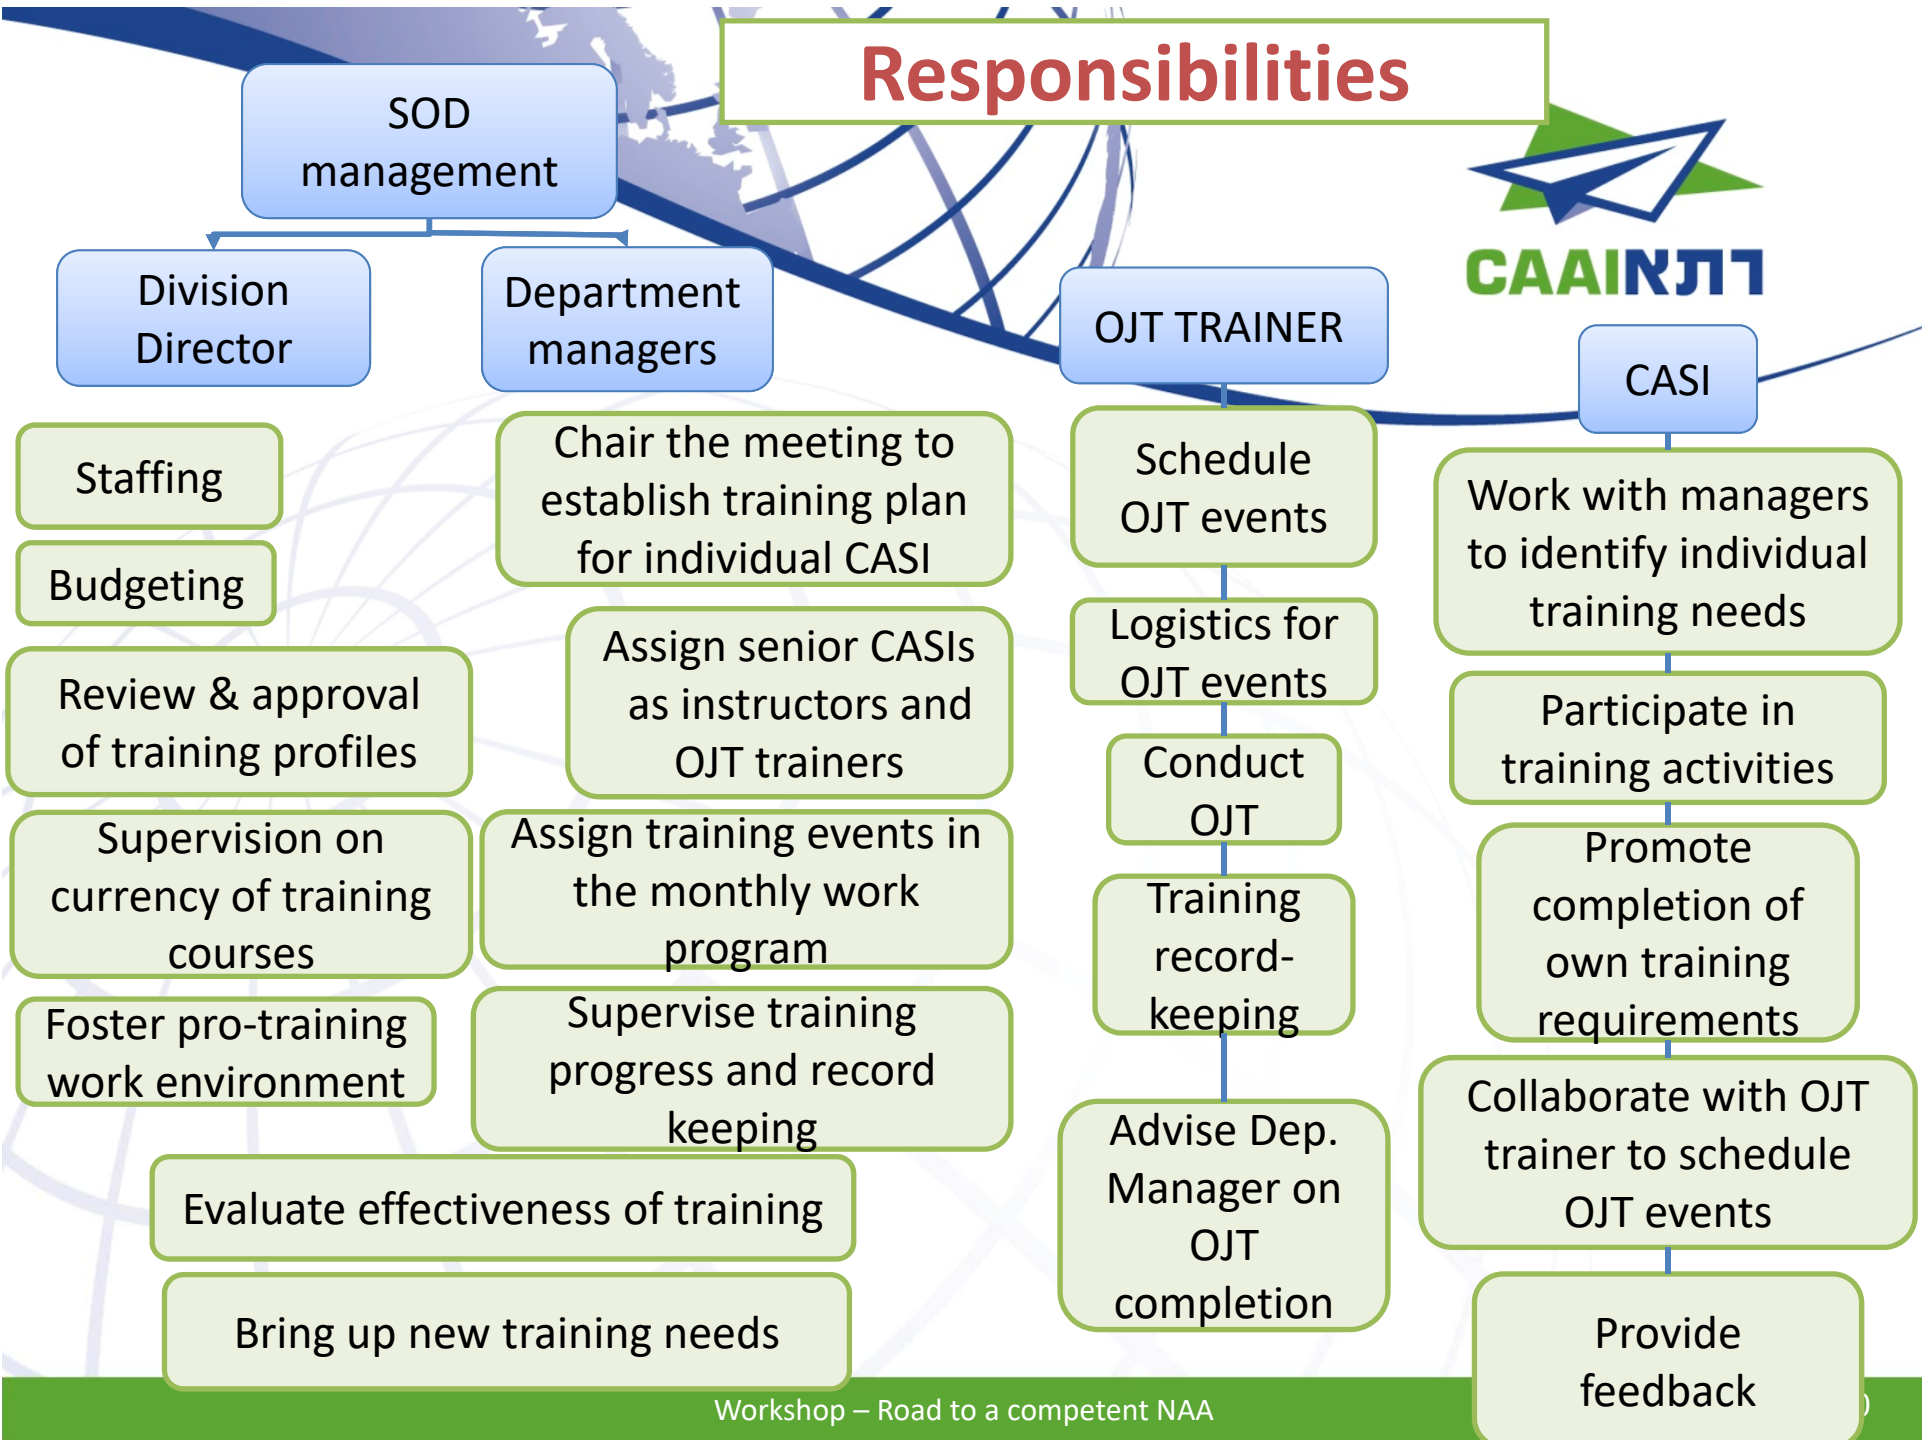 Responsibilities
SOD
management
CAAI רתא
Division
Director
Department
managers
OJT TRAINER
CASI
Staffing
Budgeting
Review & approval
of training profiles
Supervision on
currency of training
courses
Foster pro-training
work environment
Chair the meeting to
establish training plan
for individual CASI
Assign senior CASIs
as instructors and
OJT trainers
Assign training events in
the monthly work
program
Supervise training
progress and record
keeping
Evaluate effectiveness of training
Bring up new training needs
Schedule
OJT events
Logistics for
OJT events
Conduct
OJT
Training
record-
keeping
Advise Dep.
Manager on
OJT
completion
Work with managers
to identify individual
training needs
Participate in
training activities
Promote
completion of
own training
requirements
Collaborate with OJT
trainer to schedule
OJT events
Provide
feedback
Workshop – Road to a competent NAA